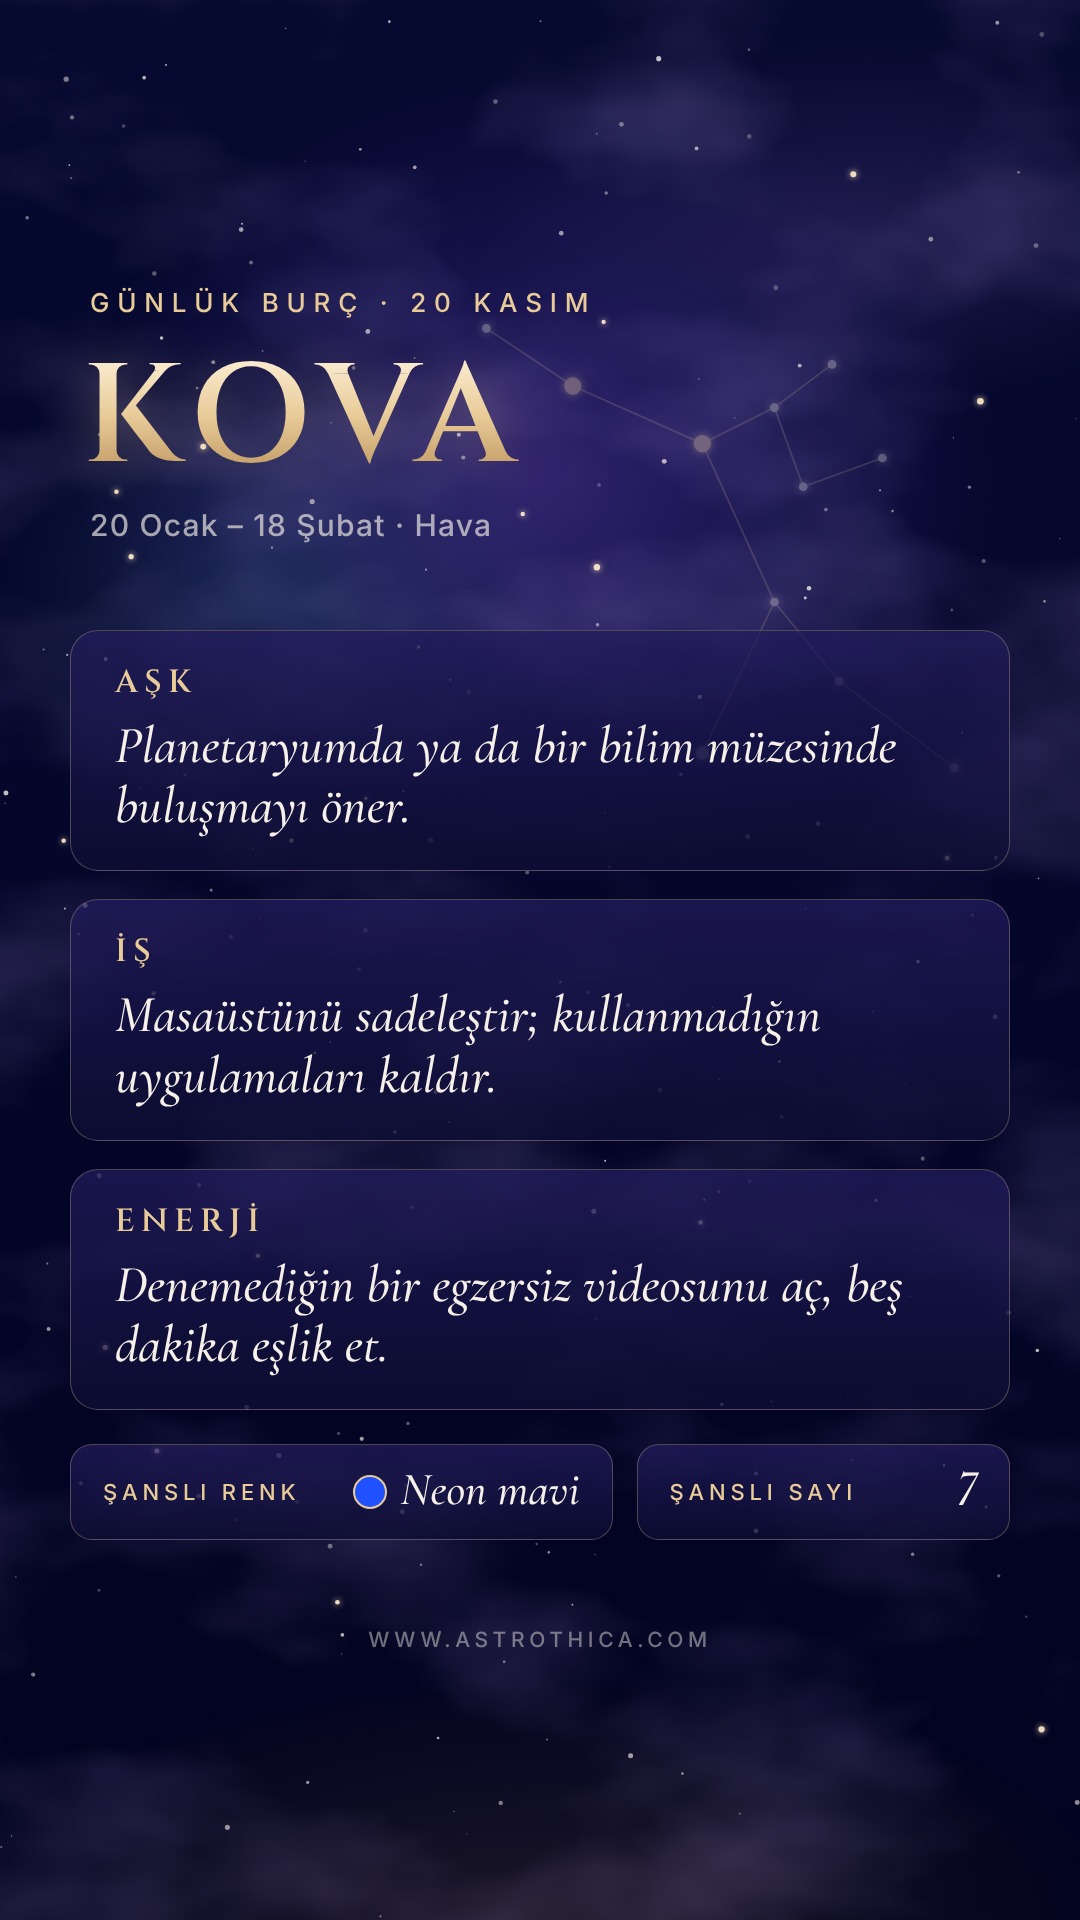 GÜNLÜK BURÇ · 20 KASIM
KOVA
20 Ocak – 18 Şubat · Hava
AŞK
Planetaryumda ya da bir bilim müzesinde
buluşmayı öner.
İŞ
Masaüstünü sadeleştir; kullanmadığın
uygulamaları kaldır.
ENERJİ
Denemediğin bir egzersiz videosunu aç, beş
dakika eşlik et.
ŞANSLI RENK Neon mavi
ŞANSLI SAYI 7
WWW.ASTROTHICA.COM